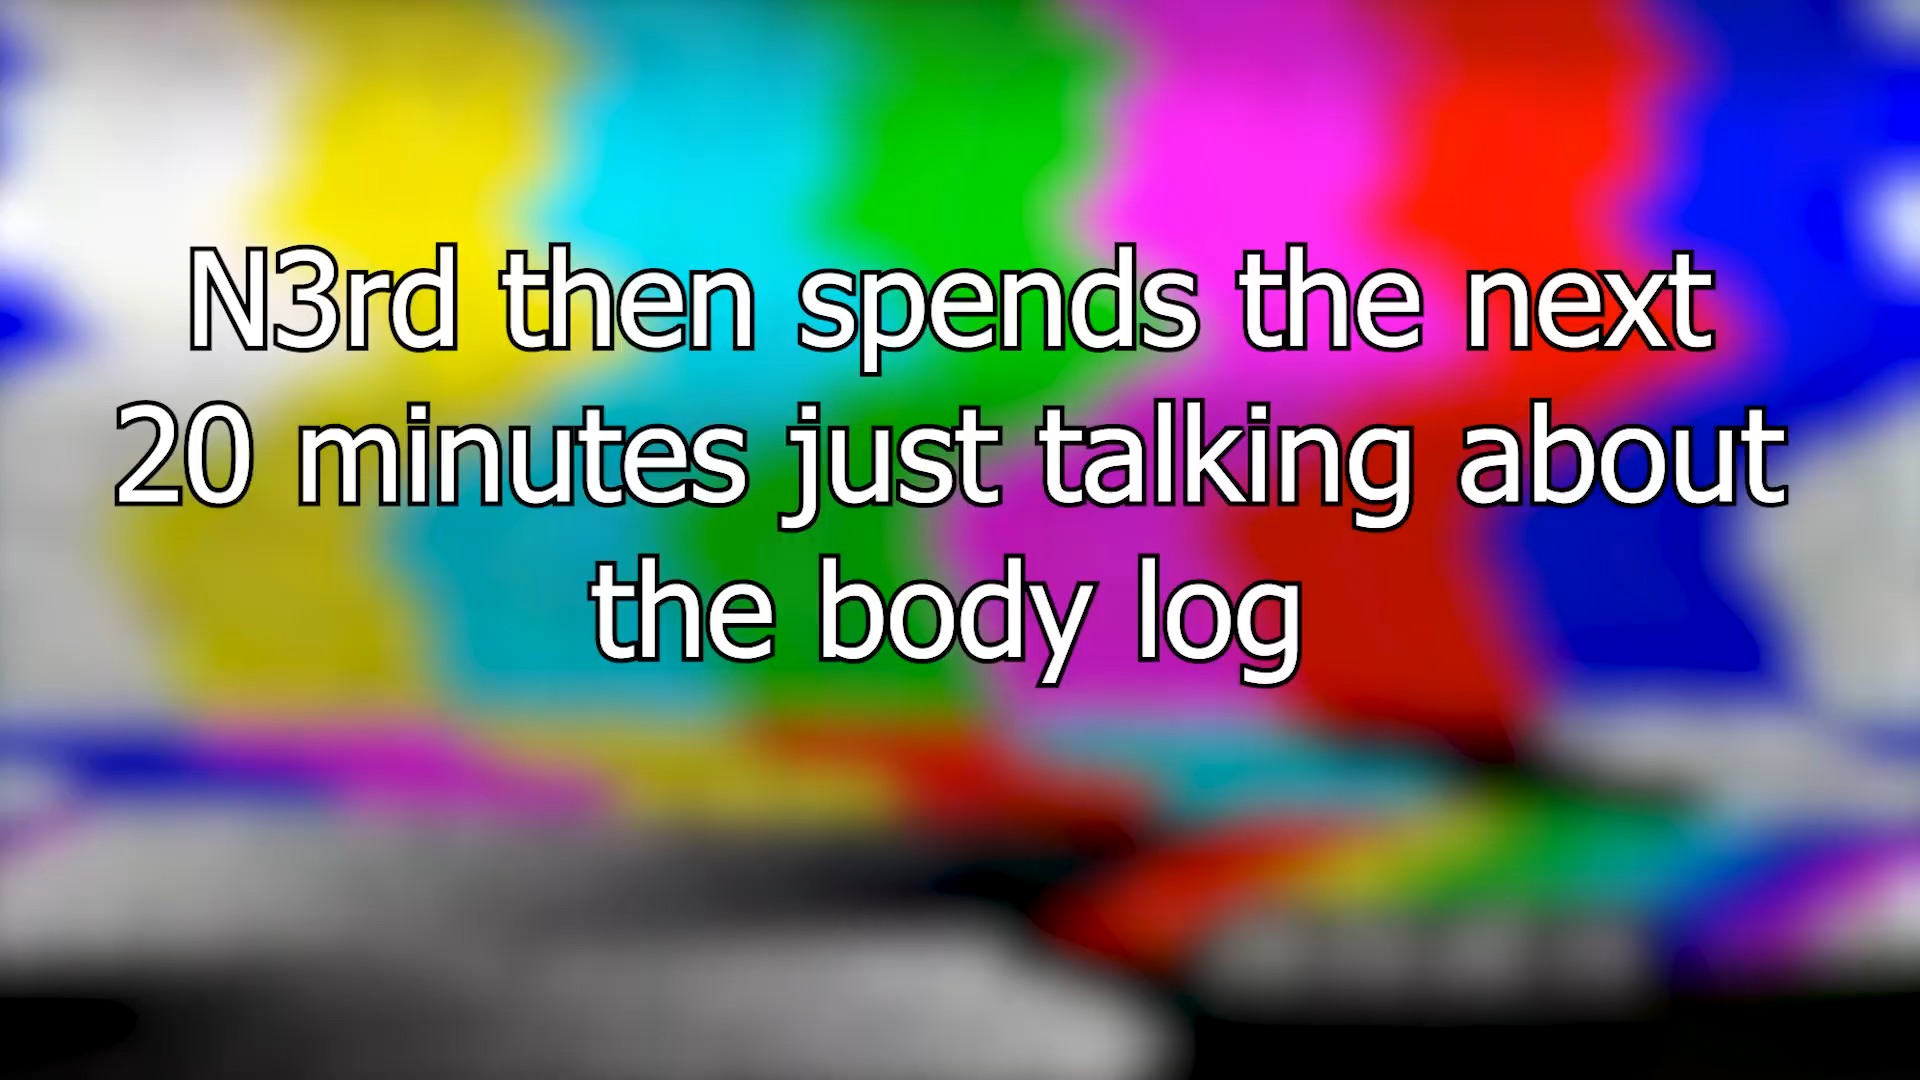 N3rd then spends the next
20 minutes just talking about
the body log